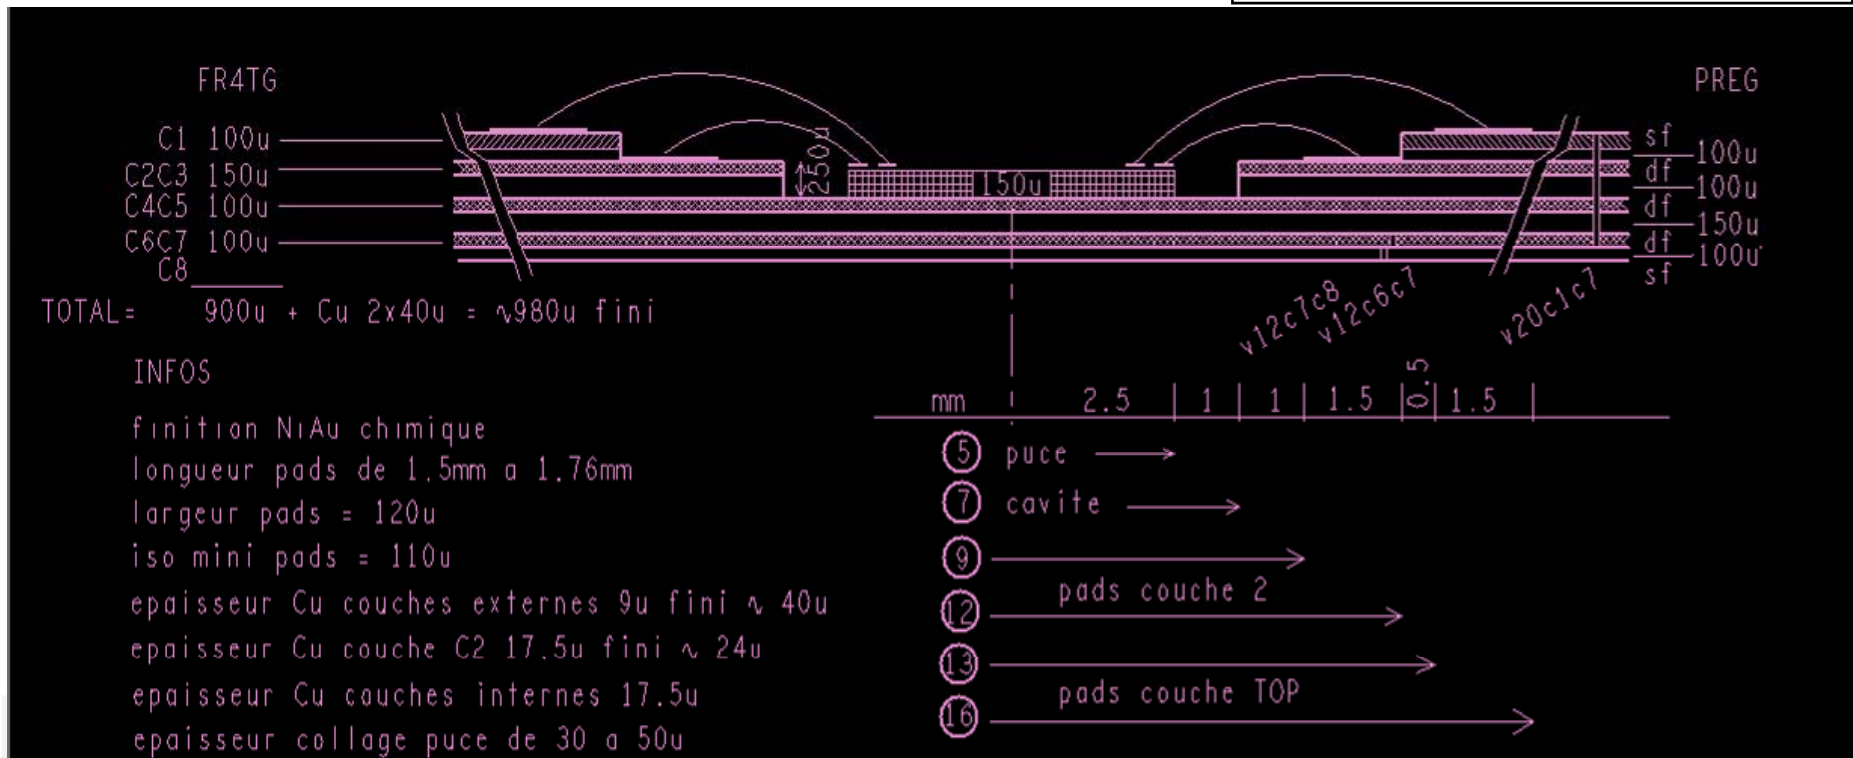 FR4TG
PREG
C1 100u
C2C3 150u
C4C5 100u
C6C7 100u
C8
250u
150u
sf
100u
df
100u
df
150u
df
100u
sf
TOTAL= 900u + Cu 2x40u = ~980u fini
v12c7c8
v12c6c7
v20c1c7
INFOS
finition NiAu chimique
longueur pads de 1.5mm a 1.76mm
largeur pads = 120u
iso mini pads = 110u
epaisseur Cu couches externes 9u fini ~ 40u
epaisseur Cu couche C2 17.5u fini ~ 24u
epaisseur Cu couches internes 17.5u
epaisseur collage puce de 30 a 50u
mm 2.5 1 1 1.5 0.5 1.5
5 puce
7 cavite
9
pads couche 2
12
13
pads couche TOP
16